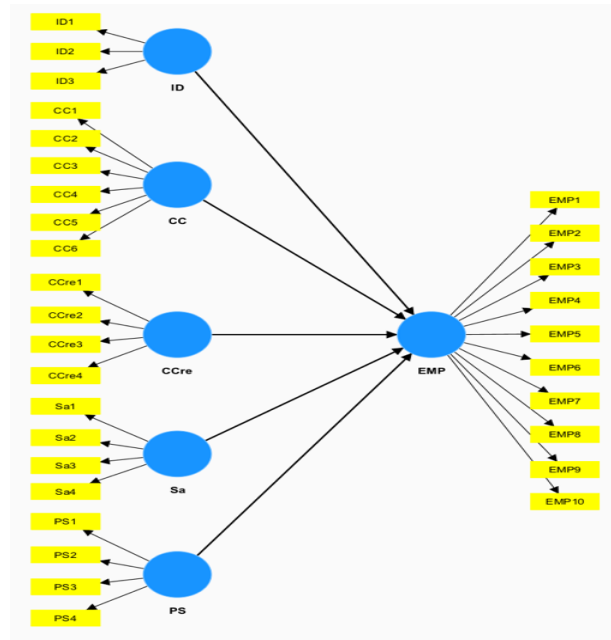 ID1
ID2
ID3
ID
CC1
CC2
CC3
CC4
CC5
CC6
CC
CCre1
CCre2
CCre3
CCre4
CCre
Sa1
Sa2
Sa3
Sa4
Sa
PS1
PS2
PS3
PS4
PS
EMP
EMP1
EMP2
EMP3
EMP4
EMP5
EMP6
EMP7
EMP8
EMP9
EMP10